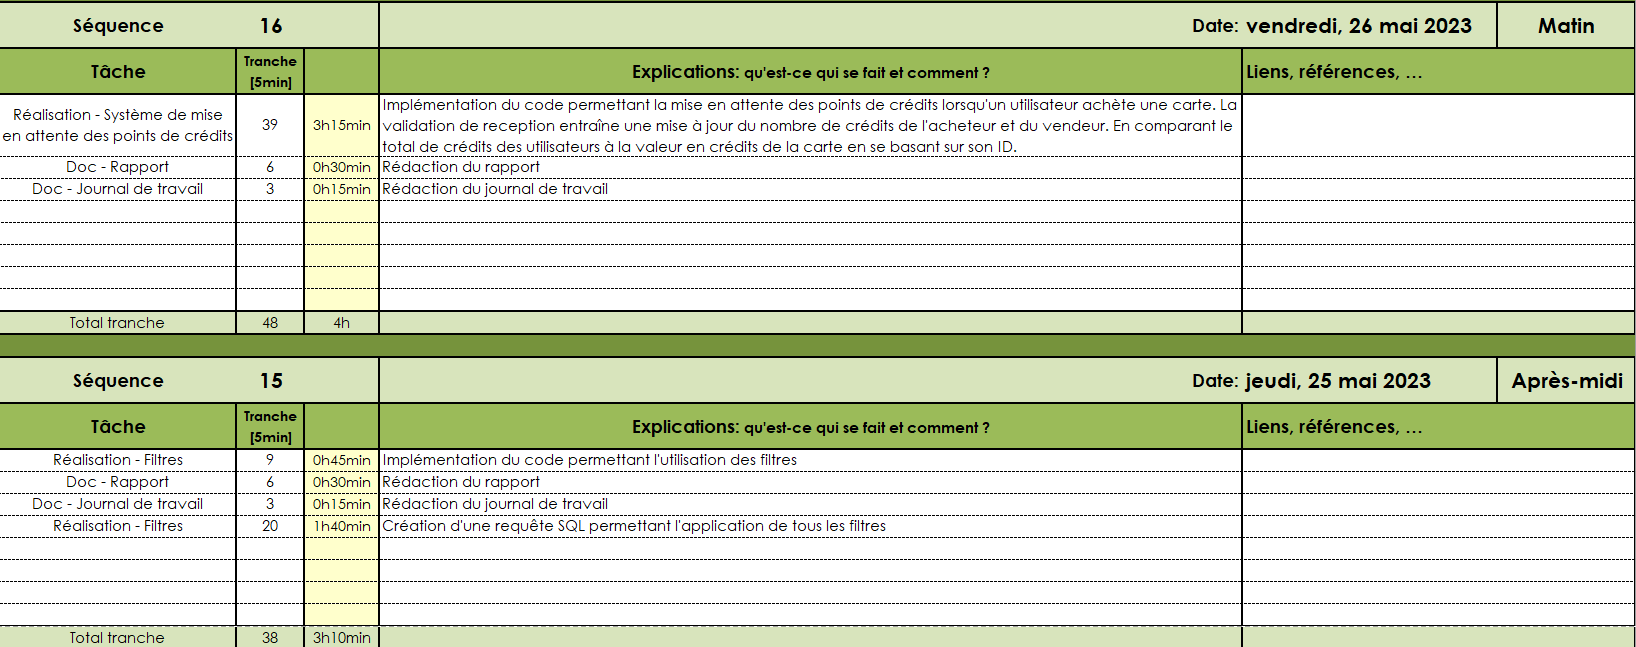 Séquence 16 Date: vendredi, 26 mai 2023 Matin
Tâche Tranche [5min] Explications: qu'est-ce qui se fait et comment ? Liens, références, …
Réalisation - Système de mise en attente des points de crédits 39 3h15min Implémentation du code permettant la mise en attente des points de crédits lorsqu'un utilisateur achète une carte. La
validation de reception entraîne une mise à jour du nombre de crédits de l'acheteur et du vendeur. En comparant le
total de crédits des utilisateurs à la valeur en crédits de la carte en se basant sur son ID.
Doc - Rapport 6 0h30min Rédaction du rapport
Doc - Journal de travail 3 0h15min Rédaction du journal de travail
Total tranche 48 4h
Séquence 15 Date: jeudi, 25 mai 2023 Après-midi
Tâche Tranche [5min] Explications: qu'est-ce qui se fait et comment ? Liens, références, …
Réalisation - Filtres 9 0h45min Implémentation du code permettant l'utilisation des filtres
Doc - Rapport 6 0h30min Rédaction du rapport
Doc - Journal de travail 3 0h15min Rédaction du journal de travail
Réalisation - Filtres 20 1h40min Création d'une requête SQL permettant l'application de tous les filtres
Total tranche 38 3h10min